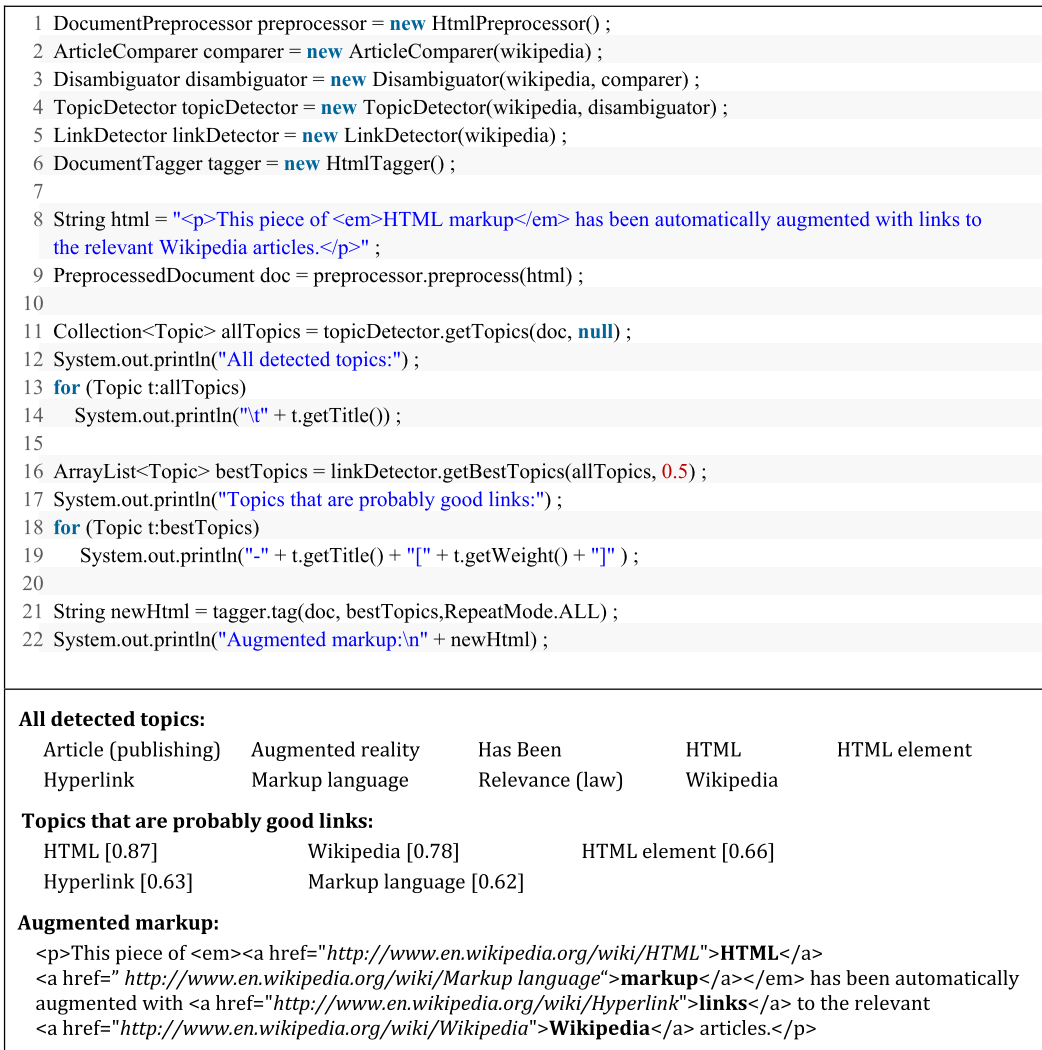 1 DocumentPreprocessor preprocessor = new HtmlPreprocessor() ;
2 ArticleComparer comparer = new ArticleComparer(wikipedia) ;
3 Disambiguator disambiguator = new Disambiguator(wikipedia, comparer) ;
4 TopicDetector topicDetector = new TopicDetector(wikipedia, disambiguator) ;
5 LinkDetector linkDetector = new LinkDetector(wikipedia) ;
6 DocumentTagger tagger = new HtmlTagger() ;
7
8 String html = "<p>This piece of <em>HTML markup</em> has been automatically augmented with links to
the relevant Wikipedia articles.</p>" ;
9 PreprocessedDocument doc = preprocessor.preprocess(html) ;
10
11 Collection<Topic> allTopics = topicDetector.getTopics(doc, null) ;
12 System.out.println("All detected topics:") ;
13 for (Topic t:allTopics)
14 System.out.println("\t" + t.getTitle()) ;
15
16 ArrayList<Topic> bestTopics = linkDetector.getBestTopics(allTopics, 0.5) ;
17 System.out.println("Topics that are probably good links:") ;
18 for (Topic t:bestTopics)
19 System.out.println("-" + t.getTitle() + "[" + t.getWeight() + "]" ) ;
20
21 String newHtml = tagger.tag(doc, bestTopics,RepeatMode.ALL) ;
22 System.out.println("Augmented markup:\n" + newHtml) ;
All detected topics:
Article (publishing) Augmented reality Has Been HTML HTML element
Hyperlink Markup language Relevance (law) Wikipedia
Topics that are probably good links:
HTML [0.87] Wikipedia [0.78] HTML element [0.66]
Hyperlink [0.63] Markup language [0.62]
Augmented markup:
<p>This piece of <em><a href="http://www.en.wikipedia.org/wiki/HTML">HTML</a>
<a href=” http://www.en.wikipedia.org/wiki/Markup language“>markup</a></em> has been automatically
augmented with <a href="http://www.en.wikipedia.org/wiki/Hyperlink">links</a> to the relevant
<a href="http://www.en.wikipedia.org/wiki/Wikipedia">Wikipedia</a> articles.</p>